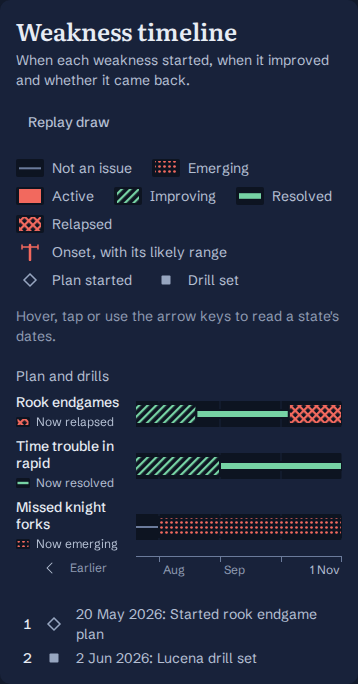 Weakness timeline
When each weakness started, when it improved
and whether it came back.
Replay draw
Not an issue
Emerging
Active
Improving
Resolved
Relapsed
Onset, with its likely range
Plan started
Drill set
Hover, tap or use the arrow keys to read a state's
dates.
Plan and drills
Rook endgames
Now relapsed
Time trouble in
rapid
Now resolved
Missed knight
forks
Now emerging
Earlier
Aug
Sep
1 Nov
1
20 May 2026: Started rook endgame
plan
2
2 Jun 2026: Lucena drill set